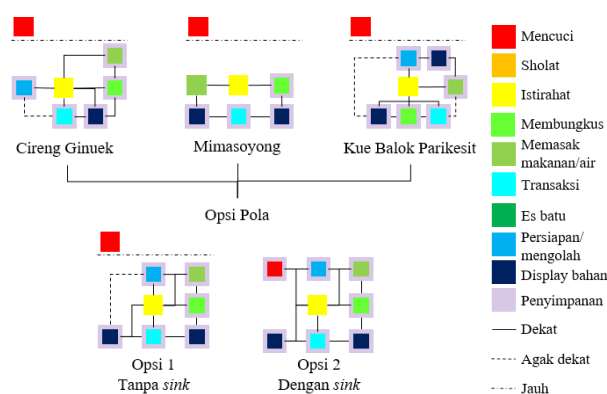 Cireng Ginuek
Mimasoyong
Kue Balok Parikesit
Opsi Pola
Opsi 1
Tanpa sink
Opsi 2
Dengan sink
Mencuci
Sholat
Istirahat
Membungkus
Memasak
makanan/air
Transaksi
Es batu
Persiapan/
mengolah
Display bahan
Penyimpanan
Dekat
Agak dekat
Jauh